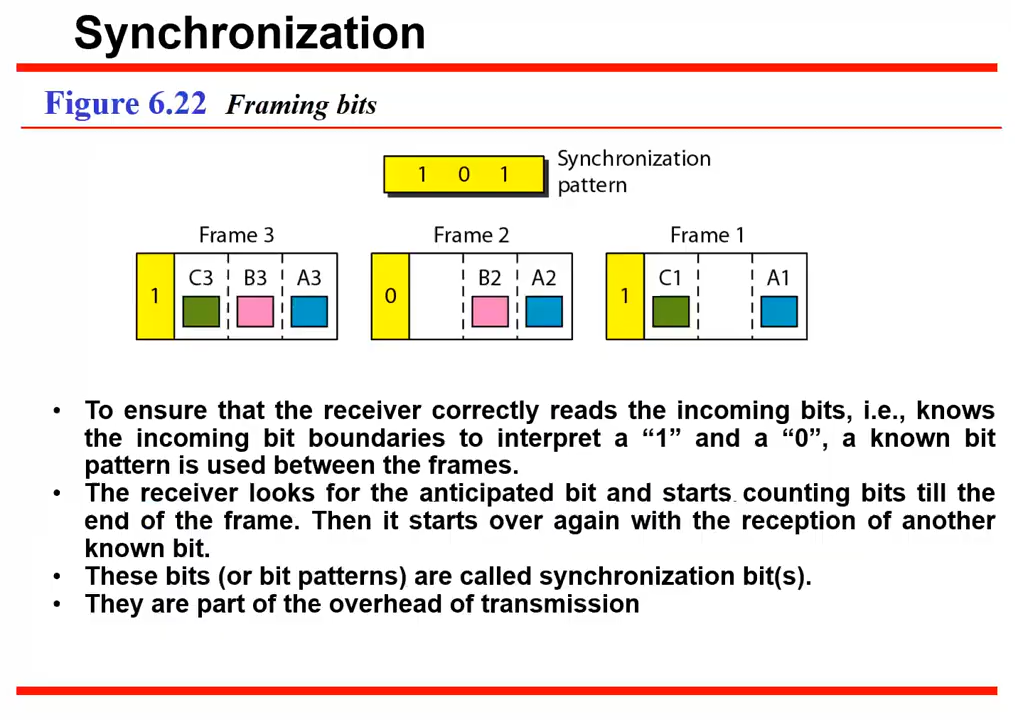 Synchronization
Figure 6.22 Framing bits
1 0 1
Synchronization
pattern
Frame 3 Frame 2 Frame 1
1 C3 B3 A3 0 B2 A2 1 C1 A1
• To ensure that the receiver correctly reads the incoming bits, i.e., knows
the incoming bit boundaries to interpret a “1” and a “0”, a known bit
pattern is used between the frames.
• The receiver looks for the anticipated bit and starts counting bits till the
end of the frame. Then it starts over again with the reception of another
known bit.
• These bits (or bit patterns) are called synchronization bit(s).
• They are part of the overhead of transmission